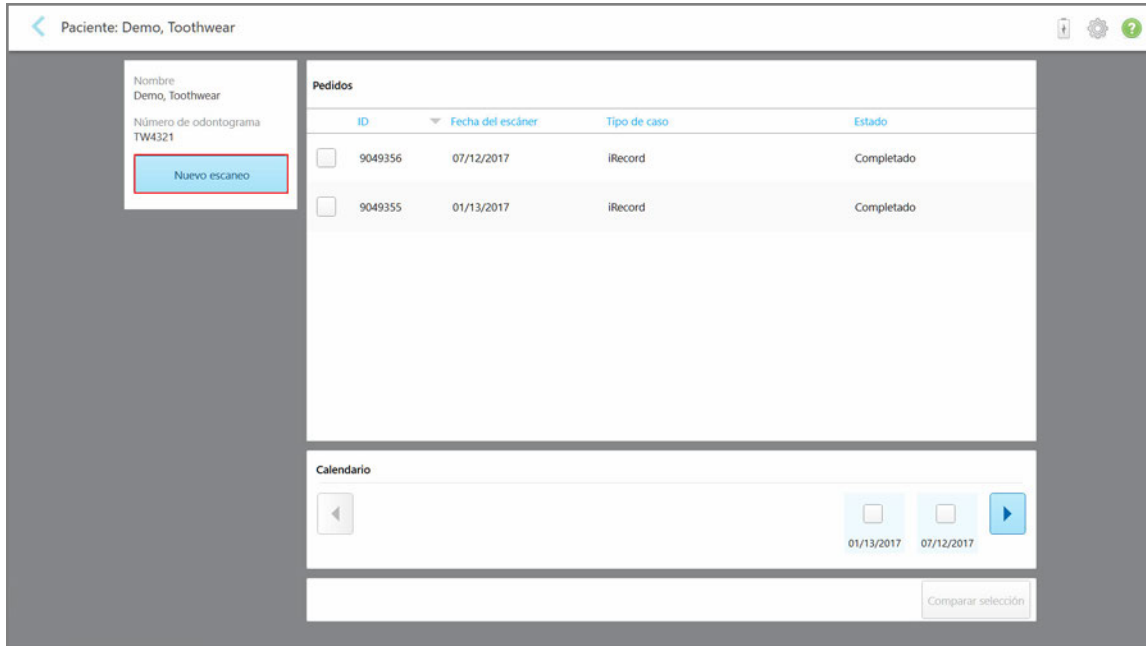 Paciente: Demo, Toothwear
?
Nombre
Demo, Toothwear
Número de odontograma
TW4321
Nuevo escaneo
Pedidos
ID Fecha del escáner Tipo de caso Estado
9049356 07/12/2017 iRecord Completado
9049355 01/13/2017 iRecord Completado
Calendario
01/13/2017 07/12/2017
Comparar selección